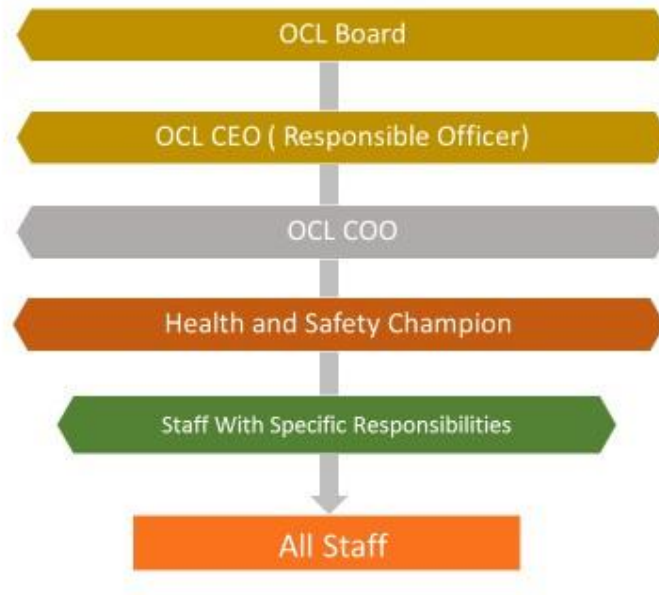 OCL Board
OCL CEO ( Responsible Officer)
OCL COO
Health and Safety Champion
Staff With Specific Responsibilities
All Staff